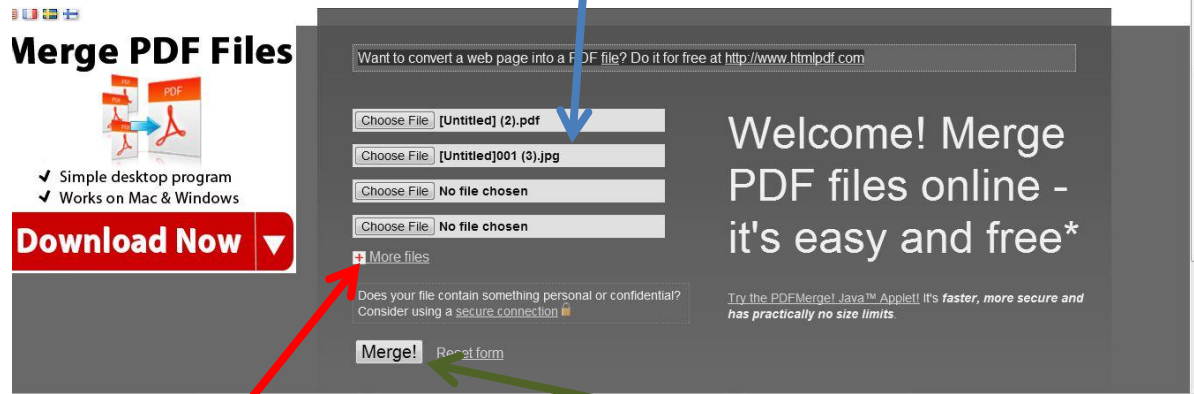 Merge PDF Files
PDF
PDF
PDF
PDF
✓ Simple desktop program
✓ Works on Mac & Windows
Download Now
Want to convert a web page into a PDF file? Do it for free at http://www.htmlpdf.com
Choose File [Untitled] (2).pdf
Choose File [Untitled]001 (3).jpg
Choose File No file chosen
Choose File No file chosen
+ More files
Does your file contain something personal or confidential?
Consider using a secure connection
Merge! Reset form
Welcome! Merge
PDF files online -
it's easy and free*
Try the PDFMerge! Java™ Applet! It's faster, more secure and
has practically no size limits.